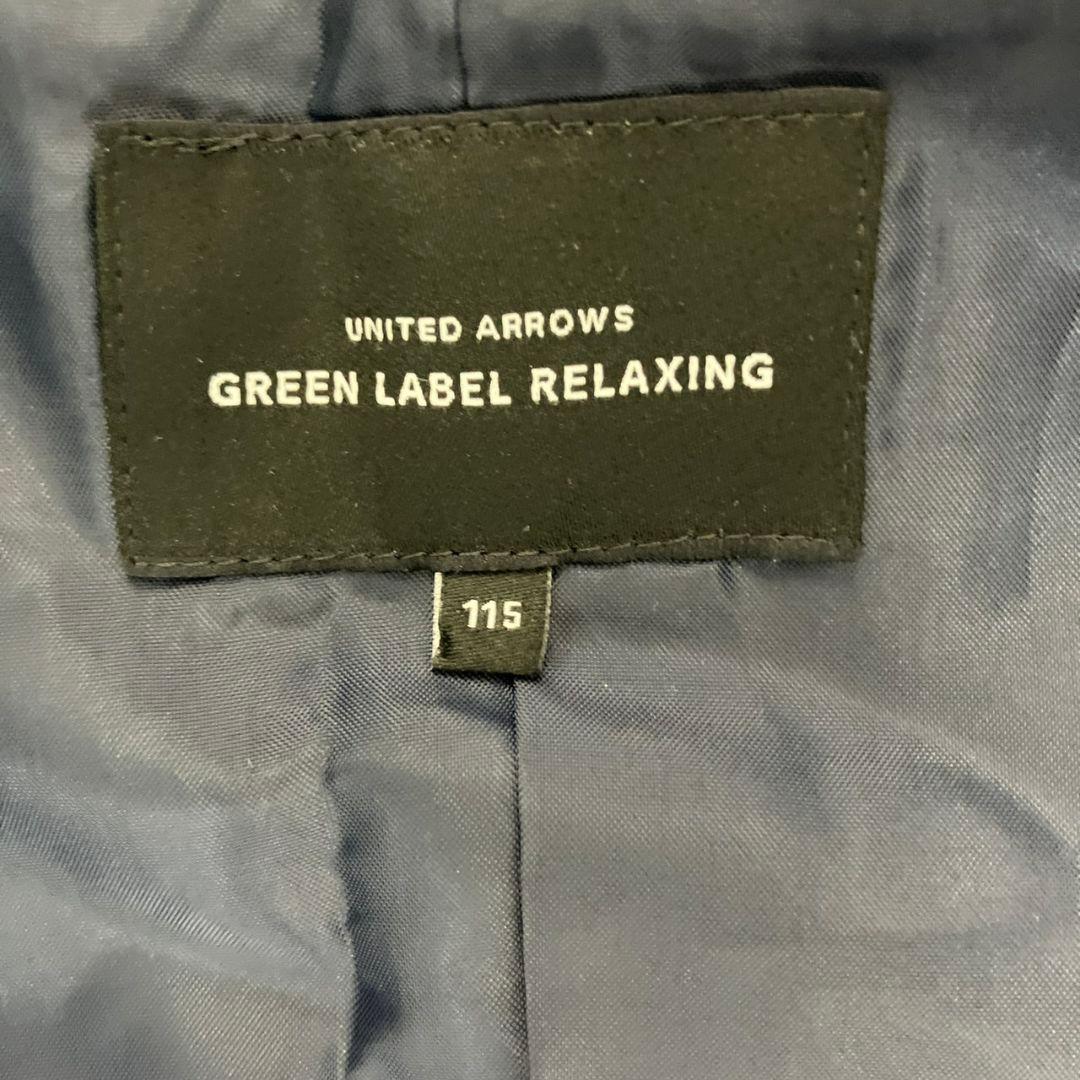 UNITED ARROWS
GREEN LABEL RELAXING
115